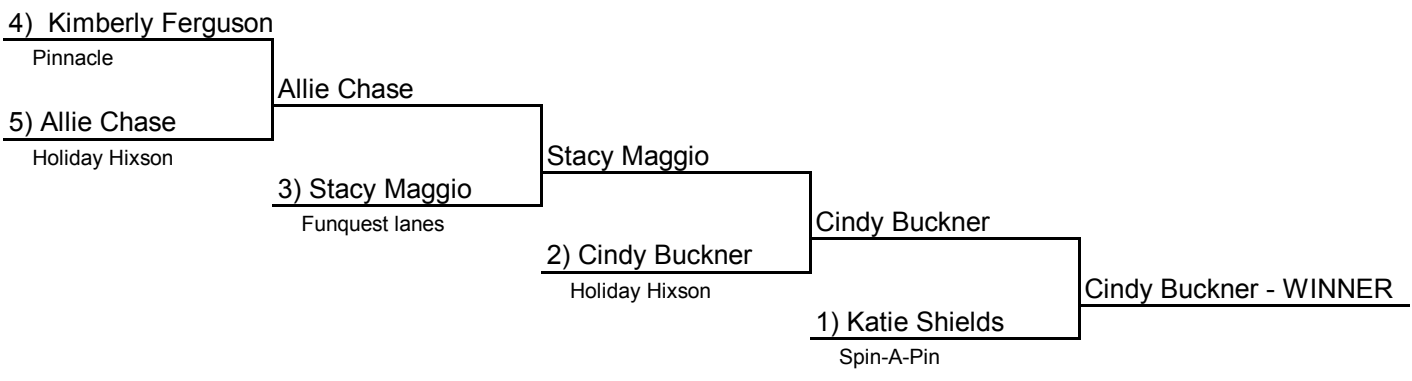 4) Kimberly Ferguson
Pinnacle
Allie Chase
5) Allie Chase
Holiday Hixson
Stacy Maggio
3) Stacy Maggio
Funquest lanes
Cindy Buckner
2) Cindy Buckner
Holiday Hixson
Cindy Buckner - WINNER
1) Katie Shields
Spin-A-Pin